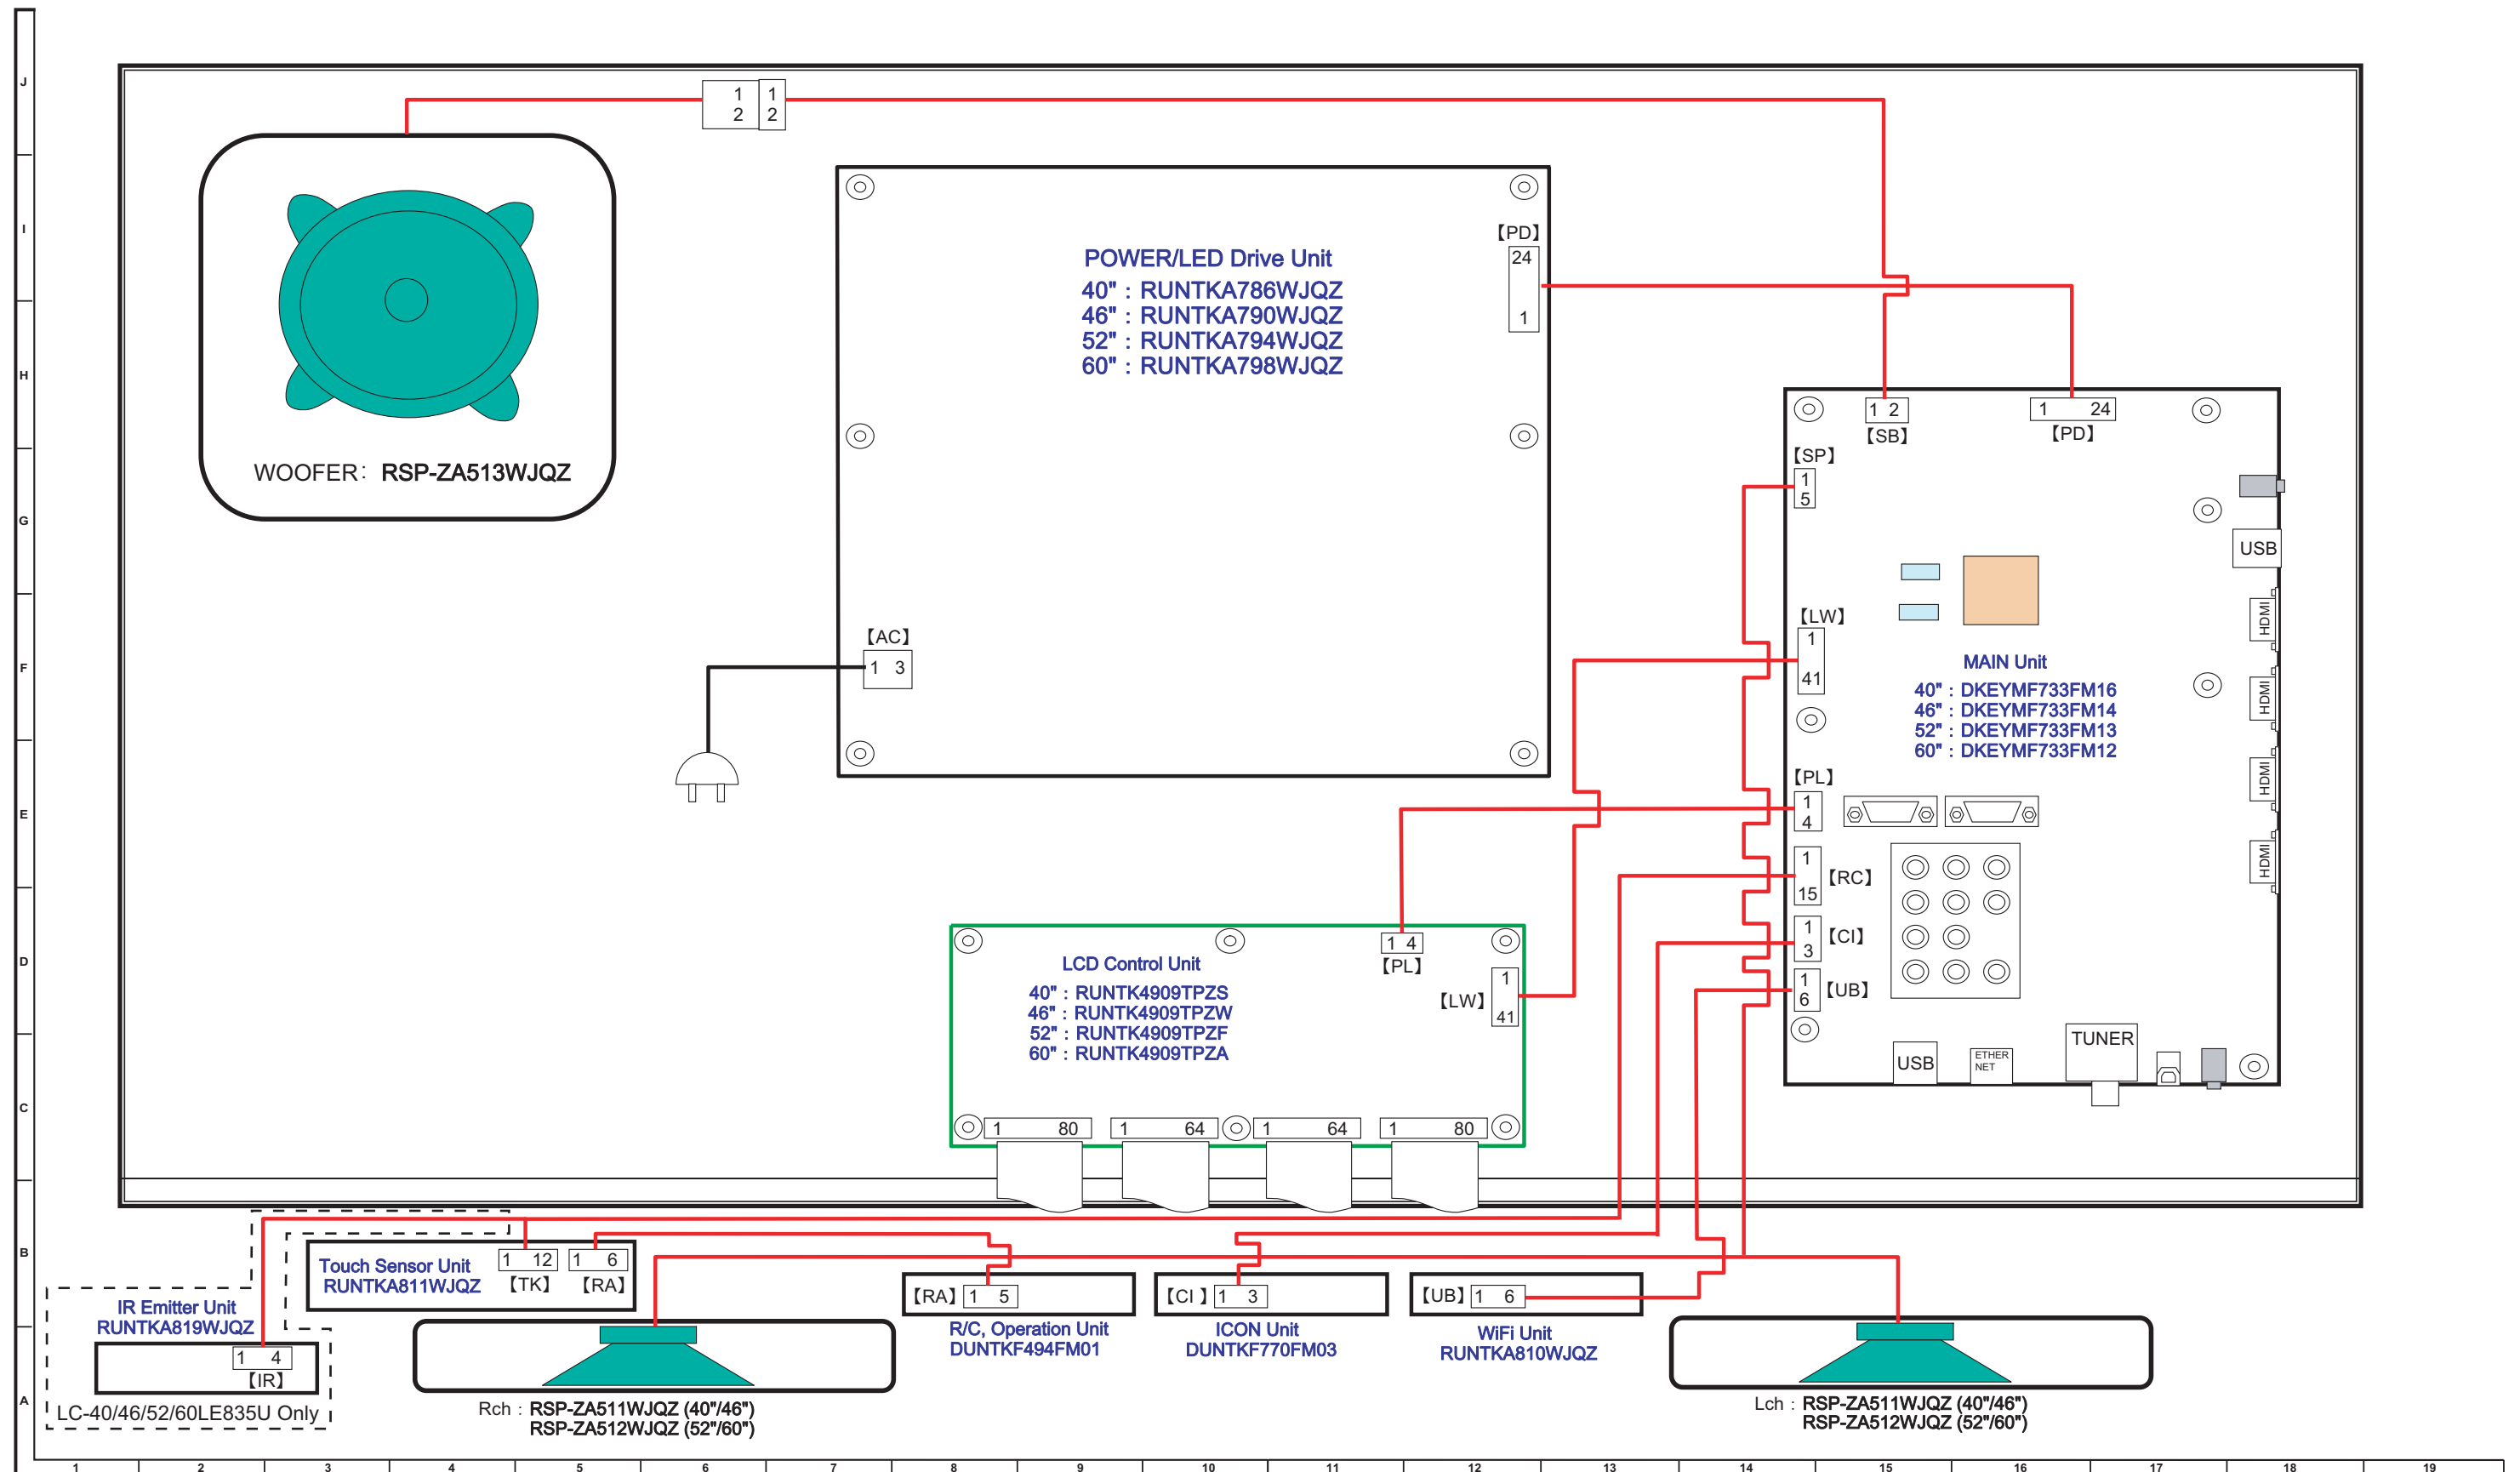 J
I
H
G
F
E
D
C
B
A
1 1
2 2
WOOFER: RSP-ZA513WJQZ
POWER/LED Drive Unit
40" : RUNTKA786WJQZ
46" : RUNTKA790WJQZ
52" : RUNTKA794WJQZ
60" : RUNTKA798WJQZ
【PD】
24
1
【AC】
1 3
1 2
【SB】
1 24
【PD】
【SP】
1
5
USB
【LW】
1
41
HDMI
HDMI
HDMI
HDMI
MAIN Unit
40" : DKEYMF733FM16
46" : DKEYMF733FM14
52" : DKEYMF733FM13
60" : DKEYMF733FM12
【PL】
1
4
1
15
【RC】
1
3
【CI】
1
6
【UB】
USB
ETHER
NET
TUNER
LCD Control Unit
40" : RUNTK4909TPZS
46" : RUNTK4909TPZW
52" : RUNTK4909TPZF
60" : RUNTK4909TPZA
1 4
【PL】
【LW】
1
41
1 80
1 64
1 64
1 80
Touch Sensor Unit
RUNTKA811WJQZ
1 12
【TK】
1 6
【RA】
IR Emitter Unit
RUNTKA819WJQZ
1 4
【IR】
LC-40/46/52/60LE835U Only
Rch : RSP-ZA511WJQZ (40"/46")
RSP-ZA512WJQZ (52"/60")
【RA】 1 5
R/C, Operation Unit
DUNTKF494FM01
【CI 】 1 3
ICON Unit
DUNTKF770FM03
【UB】 1 6
WiFi Unit
RUNTKA810WJQZ
Lch : RSP-ZA511WJQZ (40"/46")
RSP-ZA512WJQZ (52"/60")
1 2 3 4 5 6 7 8 9 10 11 12 13 14 15 16 17 18 19